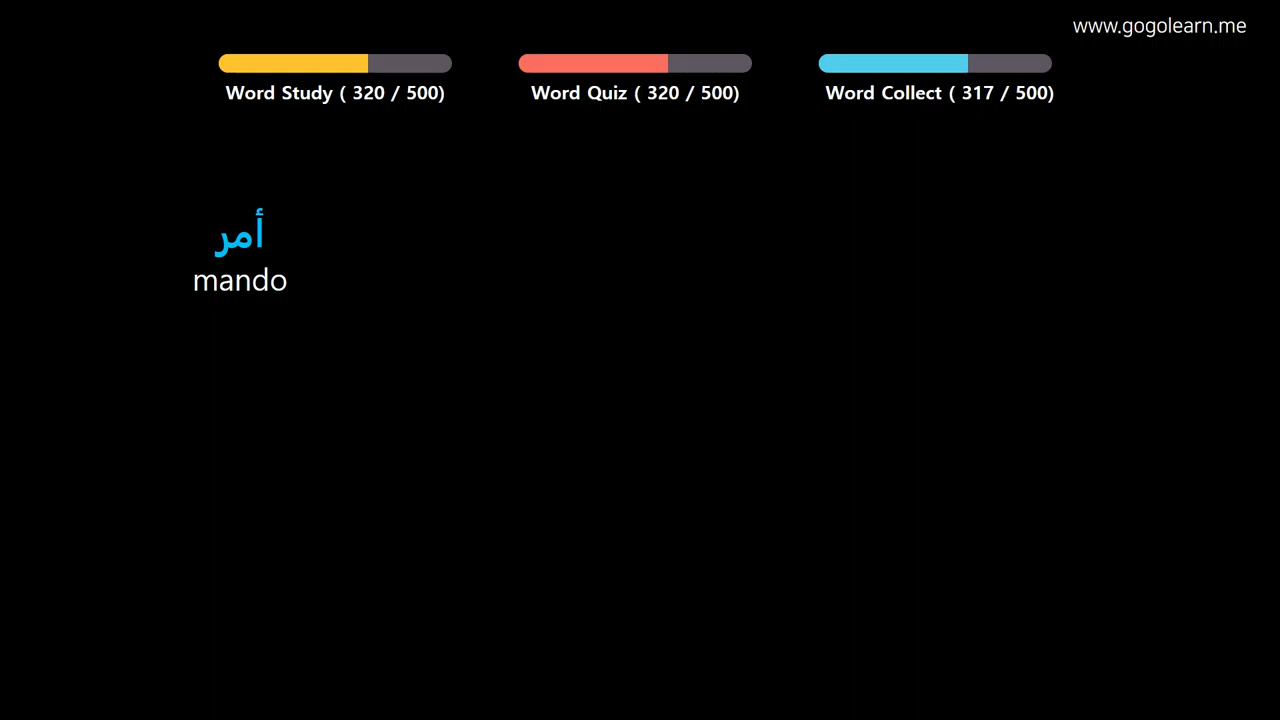 www.gogolearn.me
Word Study ( 320 / 500)
Word Quiz ( 320 / 500)
Word Collect ( 317 / 500)
أمر
mando